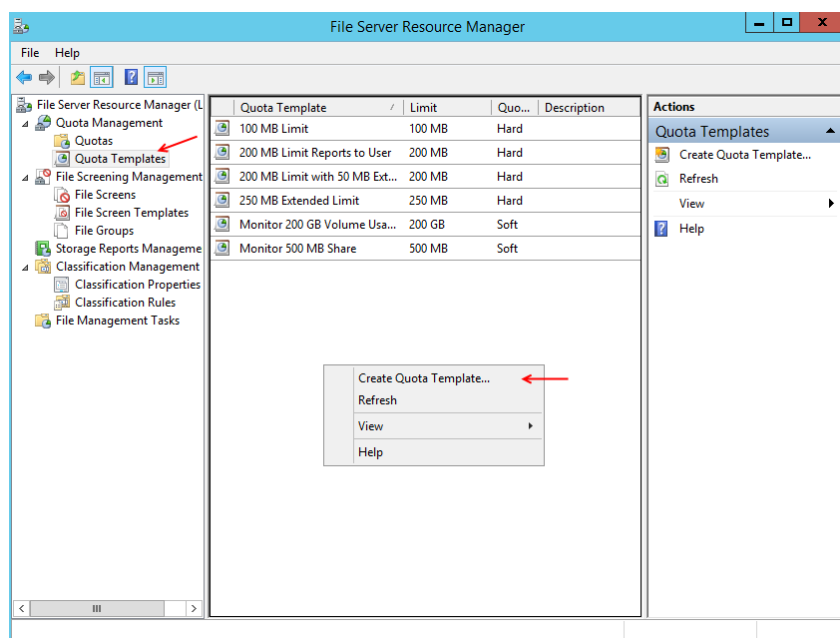 File Server Resource Manager
File Help
File Server Resource Manager (L
Quota Management
Quotas
Quota Templates
File Screening Management
File Screens
File Screen Templates
File Groups
Storage Reports Manageme
Classification Management
Classification Properties
Classification Rules
File Management Tasks
Quota Template Limit Quo... Description
100 MB Limit 100 MB Hard
200 MB Limit Reports to User 200 MB Hard
200 MB Limit with 50 MB Ext... 200 MB Hard
250 MB Extended Limit 250 MB Hard
Monitor 200 GB Volume Usa... 200 GB Soft
Monitor 500 MB Share 500 MB Soft
Create Quota Template...
Refresh
View
Help
Actions
Quota Templates
Create Quota Template...
Refresh
View
Help